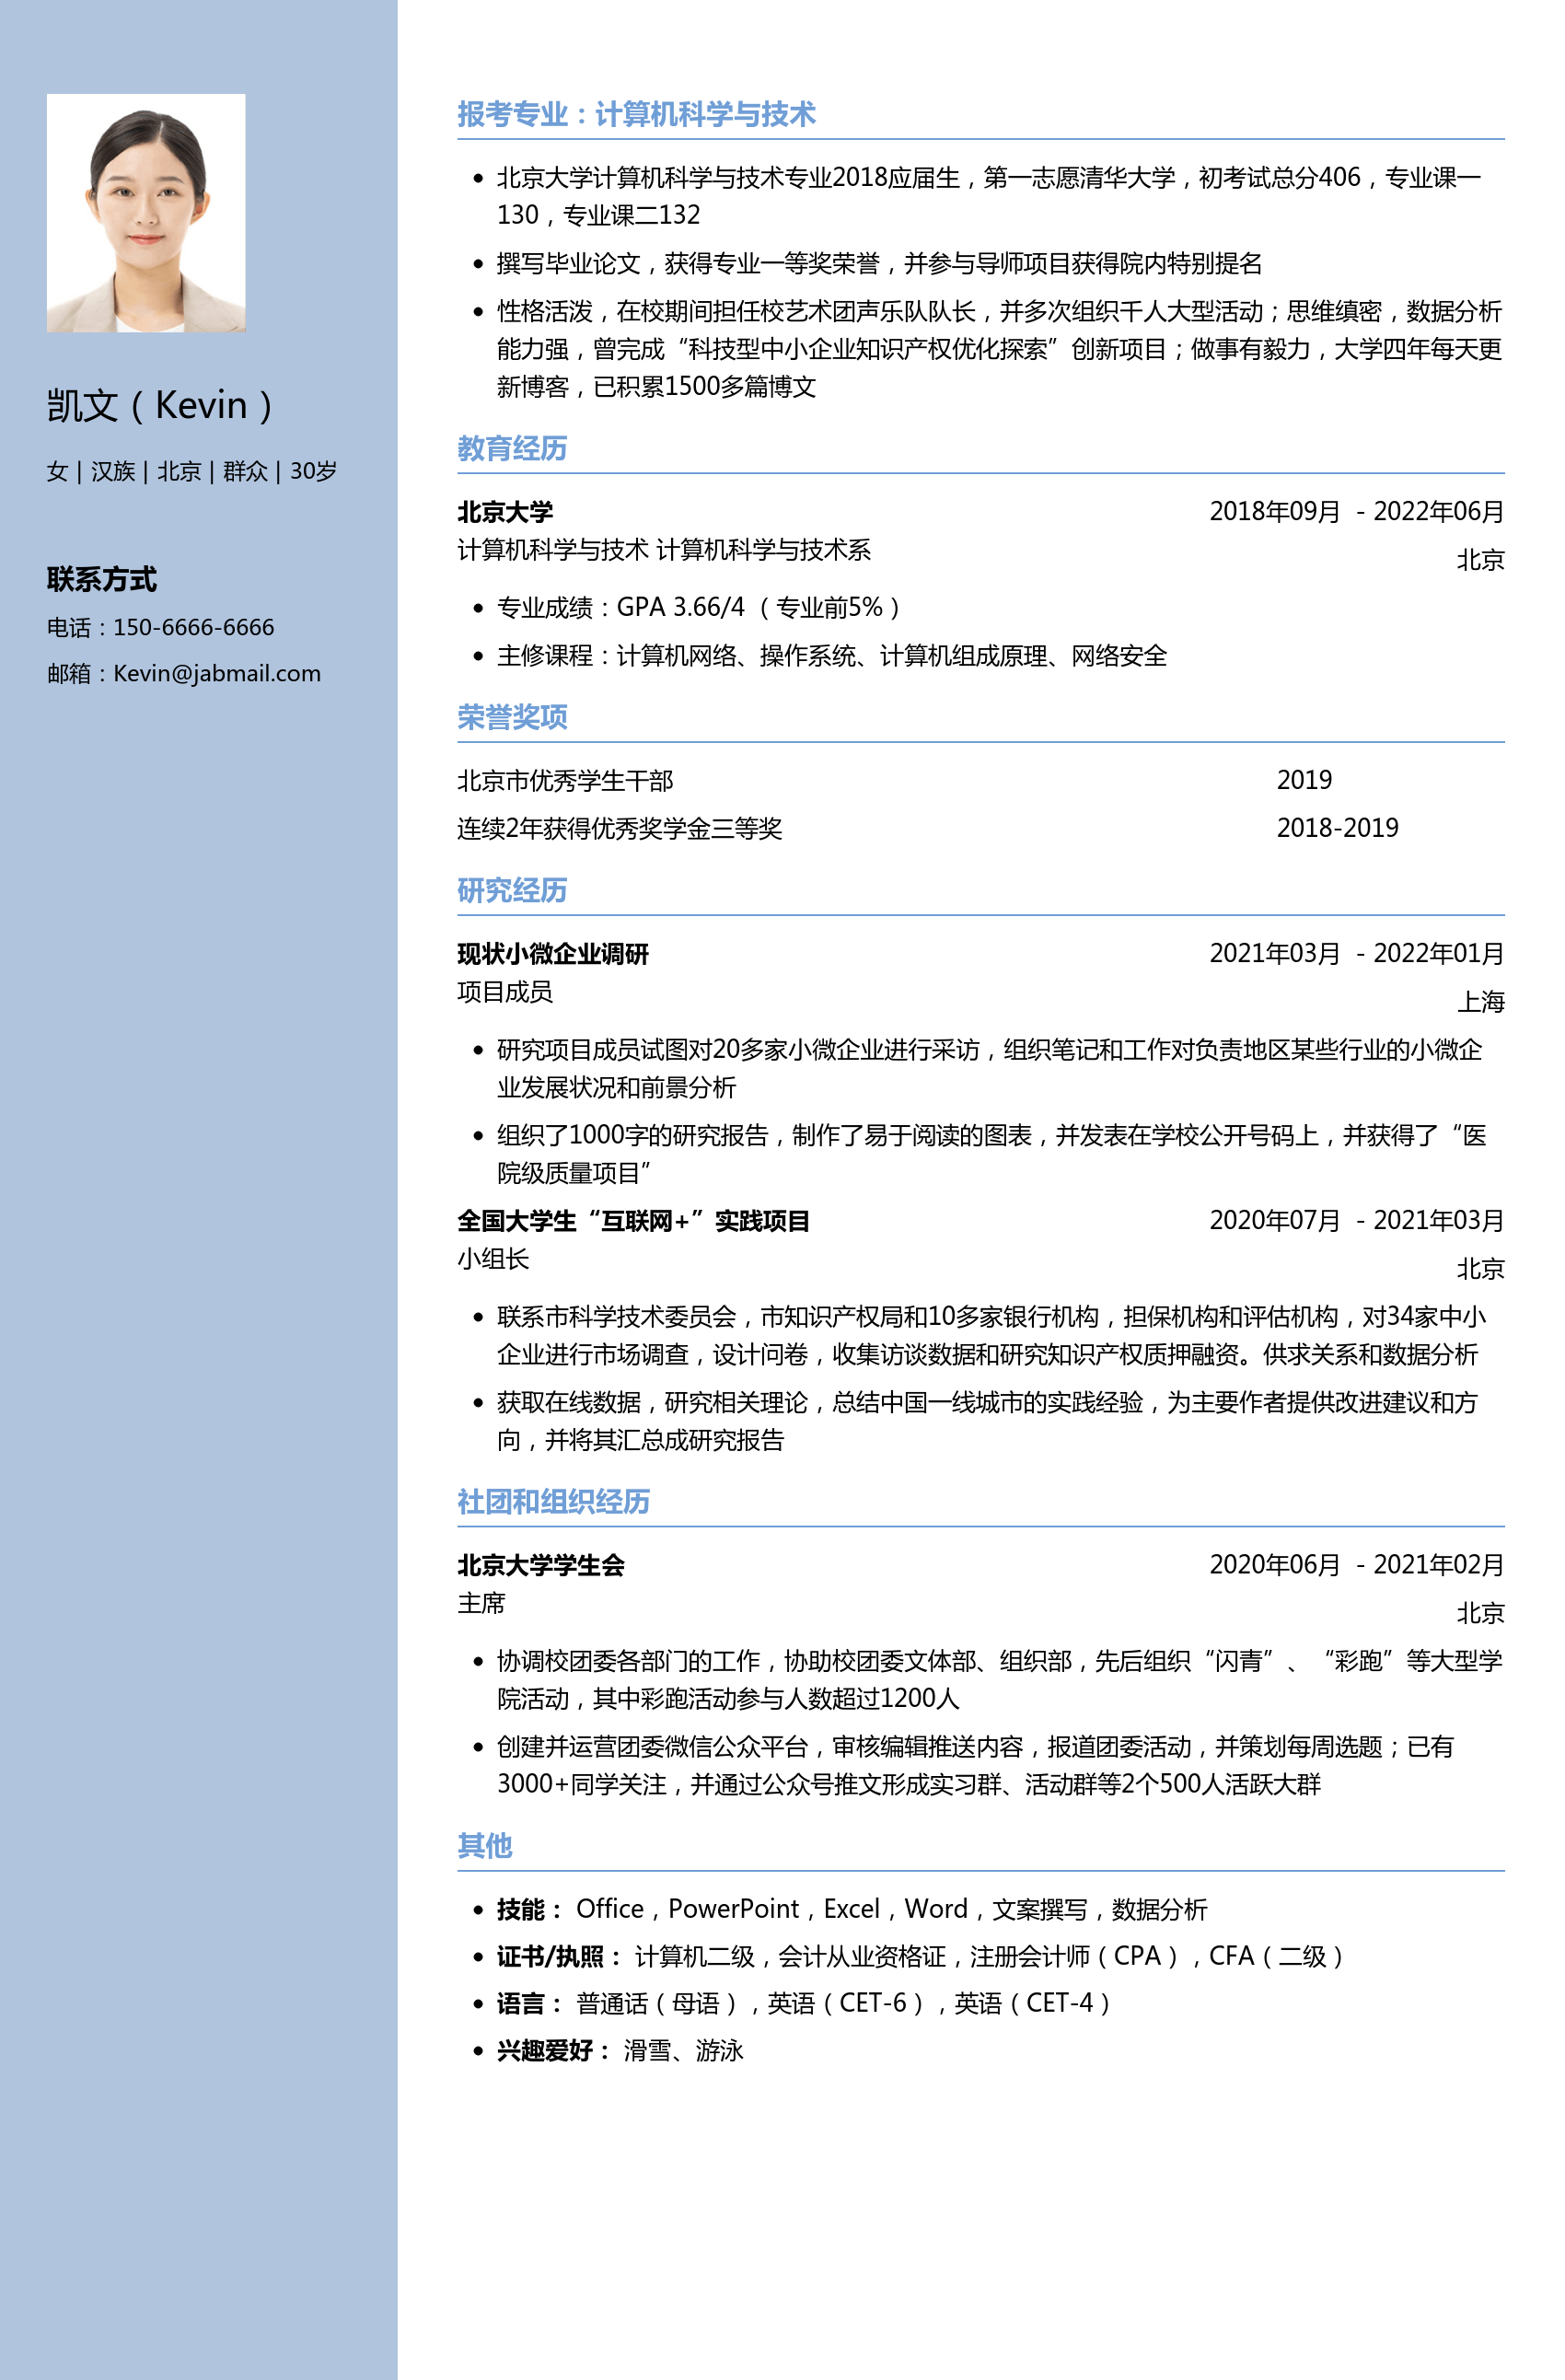 凯文（Kevin）
女 | 汉族 | 北京 | 群众 | 30岁
联系方式
电话：150-6666-6666
邮箱：Kevin@jabmail.com
报考专业：计算机科学与技术
北京大学计算机科学与技术专业2018应届生，第一志愿清华大学，初考试总分406，专业课一
130，专业课二132
撰写毕业论文，获得专业一等奖荣誉，并参与导师项目获得院内特别提名
性格活泼，在校期间担任校艺术团声乐队队长，并多次组织千人大型活动；思维缜密，数据分析
能力强，曾完成“科技型中小企业知识产权优化探索”创新项目；做事有毅力，大学四年每天更
新博客，已积累1500多篇博文
教育经历
北京大学 2018年09月 - 2022年06月
计算机科学与技术 计算机科学与技术系 北京
专业成绩：GPA 3.66/4 （专业前5%）
主修课程：计算机网络、操作系统、计算机组成原理、网络安全
荣誉奖项
北京市优秀学生干部 2019
连续2年获得优秀奖学金三等奖 2018-2019
研究经历
现状小微企业调研 2021年03月 - 2022年01月
项目成员 上海
研究项目成员试图对20多家小微企业进行采访，组织笔记和工作对负责地区某些行业的小微企
业发展状况和前景分析
组织了1000字的研究报告，制作了易于阅读的图表，并发表在学校公开号码上，并获得了“医
院级质量项目”
全国大学生“互联网+”实践项目 2020年07月 - 2021年03月
小组长 北京
联系市科学技术委员会，市知识产权局和10多家银行机构，担保机构和评估机构，对34家中小
企业进行市场调查，设计问卷，收集访谈数据和研究知识产权质押融资。供求关系和数据分析
获取在线数据，研究相关理论，总结中国一线城市的实践经验，为主要作者提供改进建议和方
向，并将其汇总成研究报告
社团和组织经历
北京大学学生会 2020年06月 - 2021年02月
主席 北京
协调校团委各部门的工作，协助校团委文体部、组织部，先后组织“闪青”、“彩跑”等大型学
院活动，其中彩跑活动参与人数超过1200人
创建并运营团委微信公众平台，审核编辑推送内容，报道团委活动，并策划每周选题；已有
3000+同学关注，并通过公众号推文形成实习群、活动群等2个500人活跃大群
其他
技能： Office，PowerPoint，Excel，Word，文案撰写，数据分析
证书/执照： 计算机二级，会计从业资格证，注册会计师（CPA），CFA（二级）
语言： 普通话（母语），英语（CET-6），英语（CET-4）
兴趣爱好： 滑雪、游泳